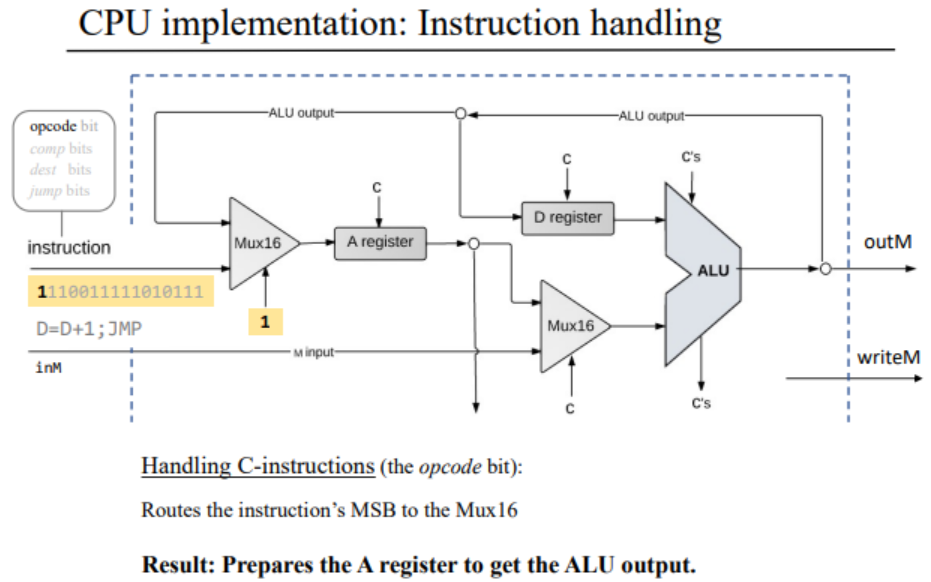 CPU implementation: Instruction handling
ALU output
ALU output
opcode bit
comp bits
dest bits
jump bits
C
C
C's
instruction
Mux16
A register
D register
ALU
outM
1110011111010111
1
D=D+1;JMP
Mux16
M input
inM
writeM
C
C's
Handling C-instructions (the opcode bit):
Routes the instruction’s MSB to the Mux16
Result: Prepares the A register to get the ALU output.